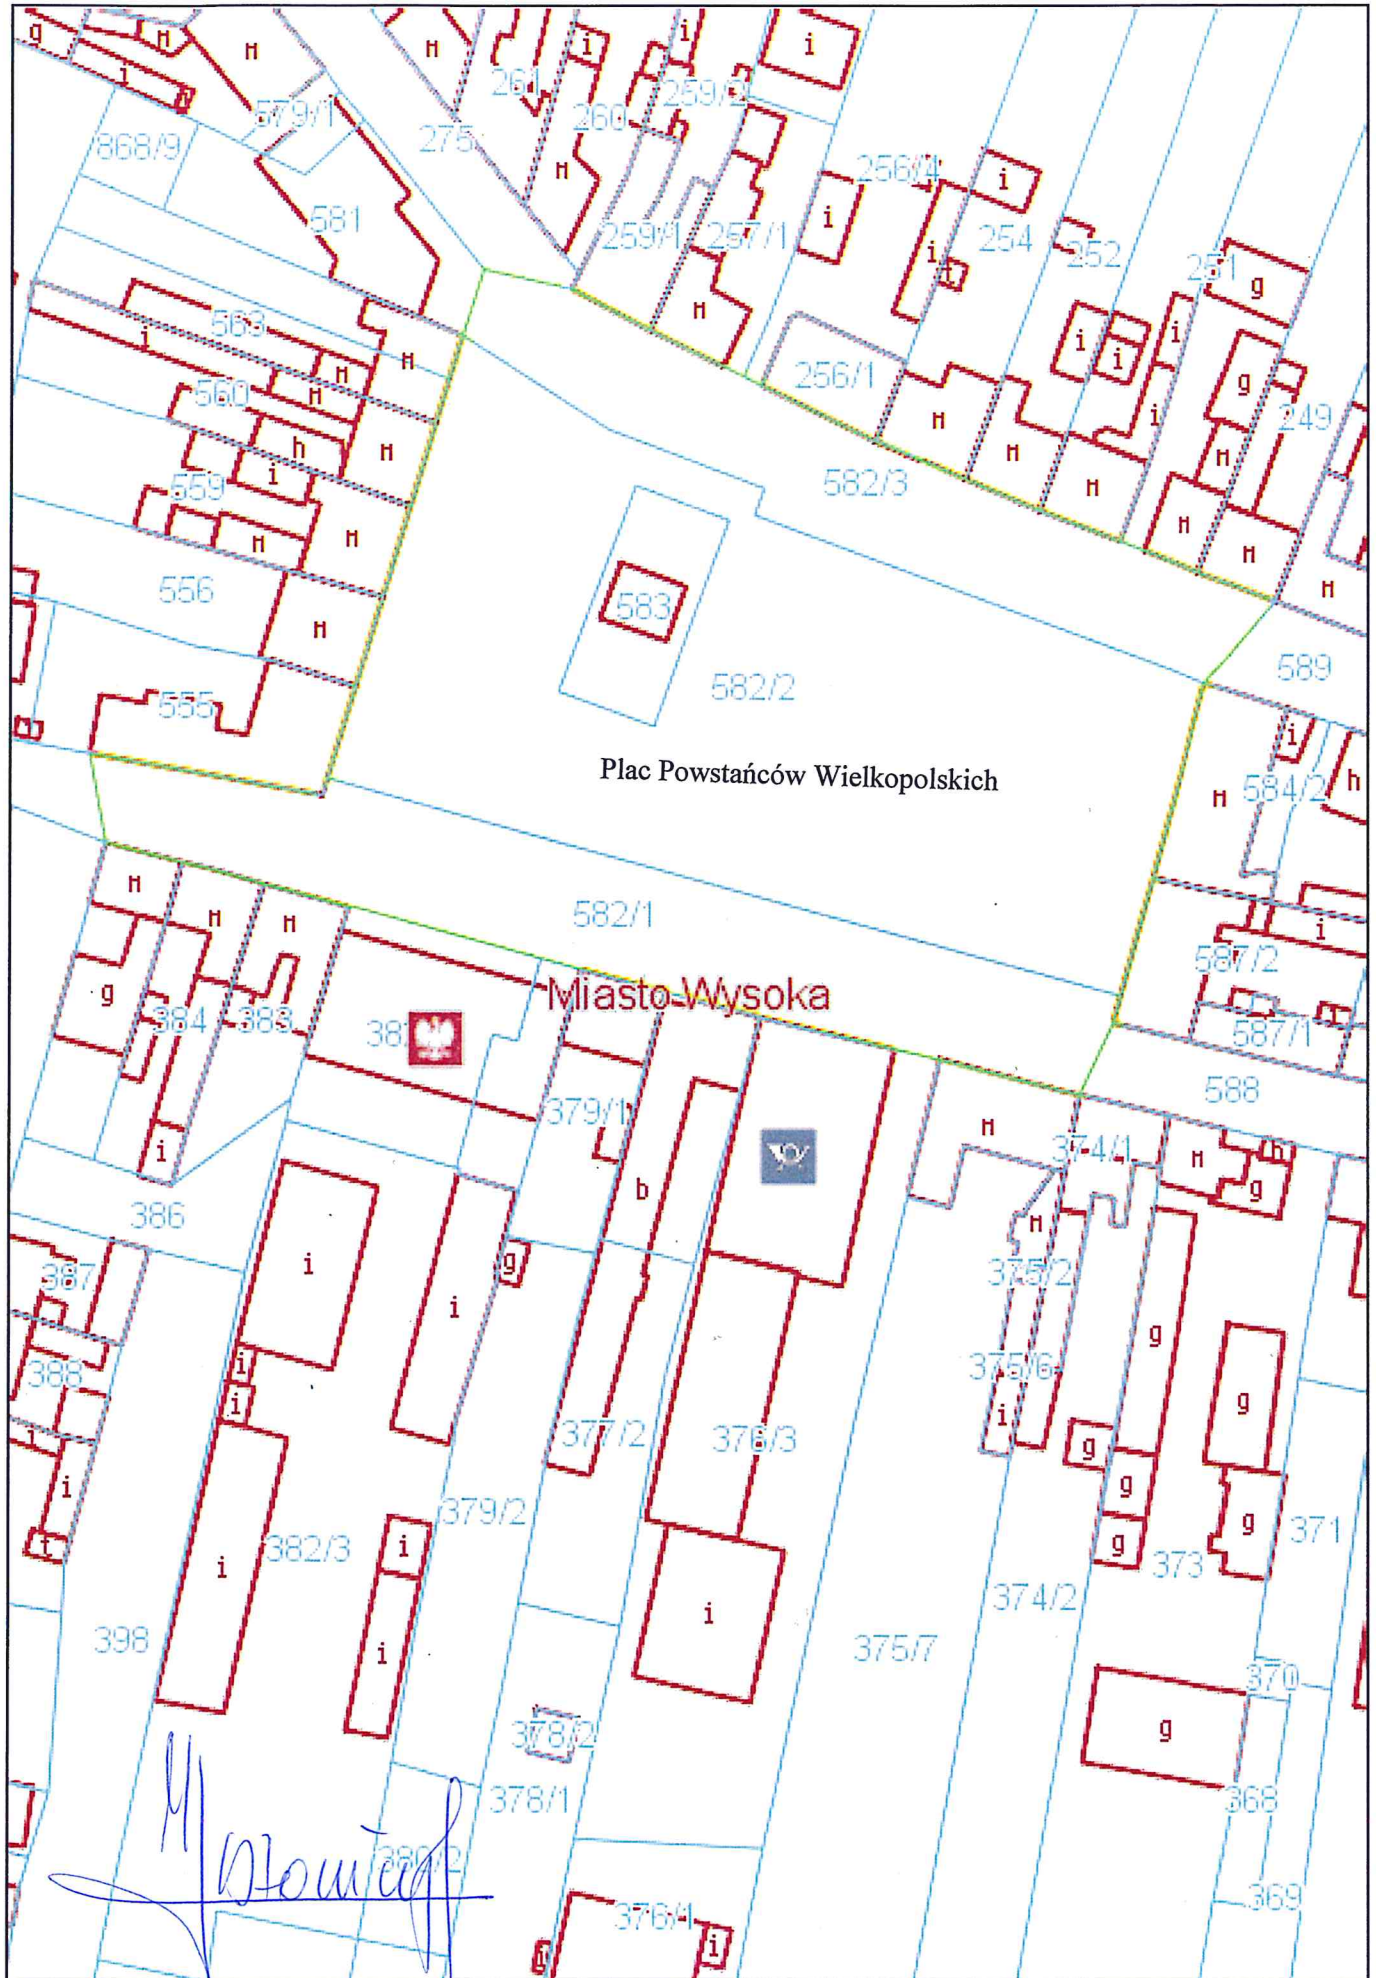 g
H
H
i
H
261
i
i
259/2
i
579/1
275
260
868/9
H
256/4
i
581
259/1
257/1
i
254
i
252
251
g
563
i
H
H
H
256/1
i
i
i
g
249
560
H
h
i
H
H
H
H
H
559
H
H
582/3
H
H
H
556
H
583
589
555
582/2
i
584/2
h
H
Plac Powstańców Wielkopolskich
H
H
H
582/1
i
587/2
g
384
383
Miasto Wysoka
587/1
i
379/1
588
H
374/1
H
h
i
b
g
386
H
387
i
g
375/2
i
g
388
i
i
375/6
i
g
i
377/2
376/3
g
g
g
i
379/2
371
t
382/3
i
g
373
i
374/2
398
i
i
375/7
370
378/2
g
378/1
368
380/2
369
376/1
i
i